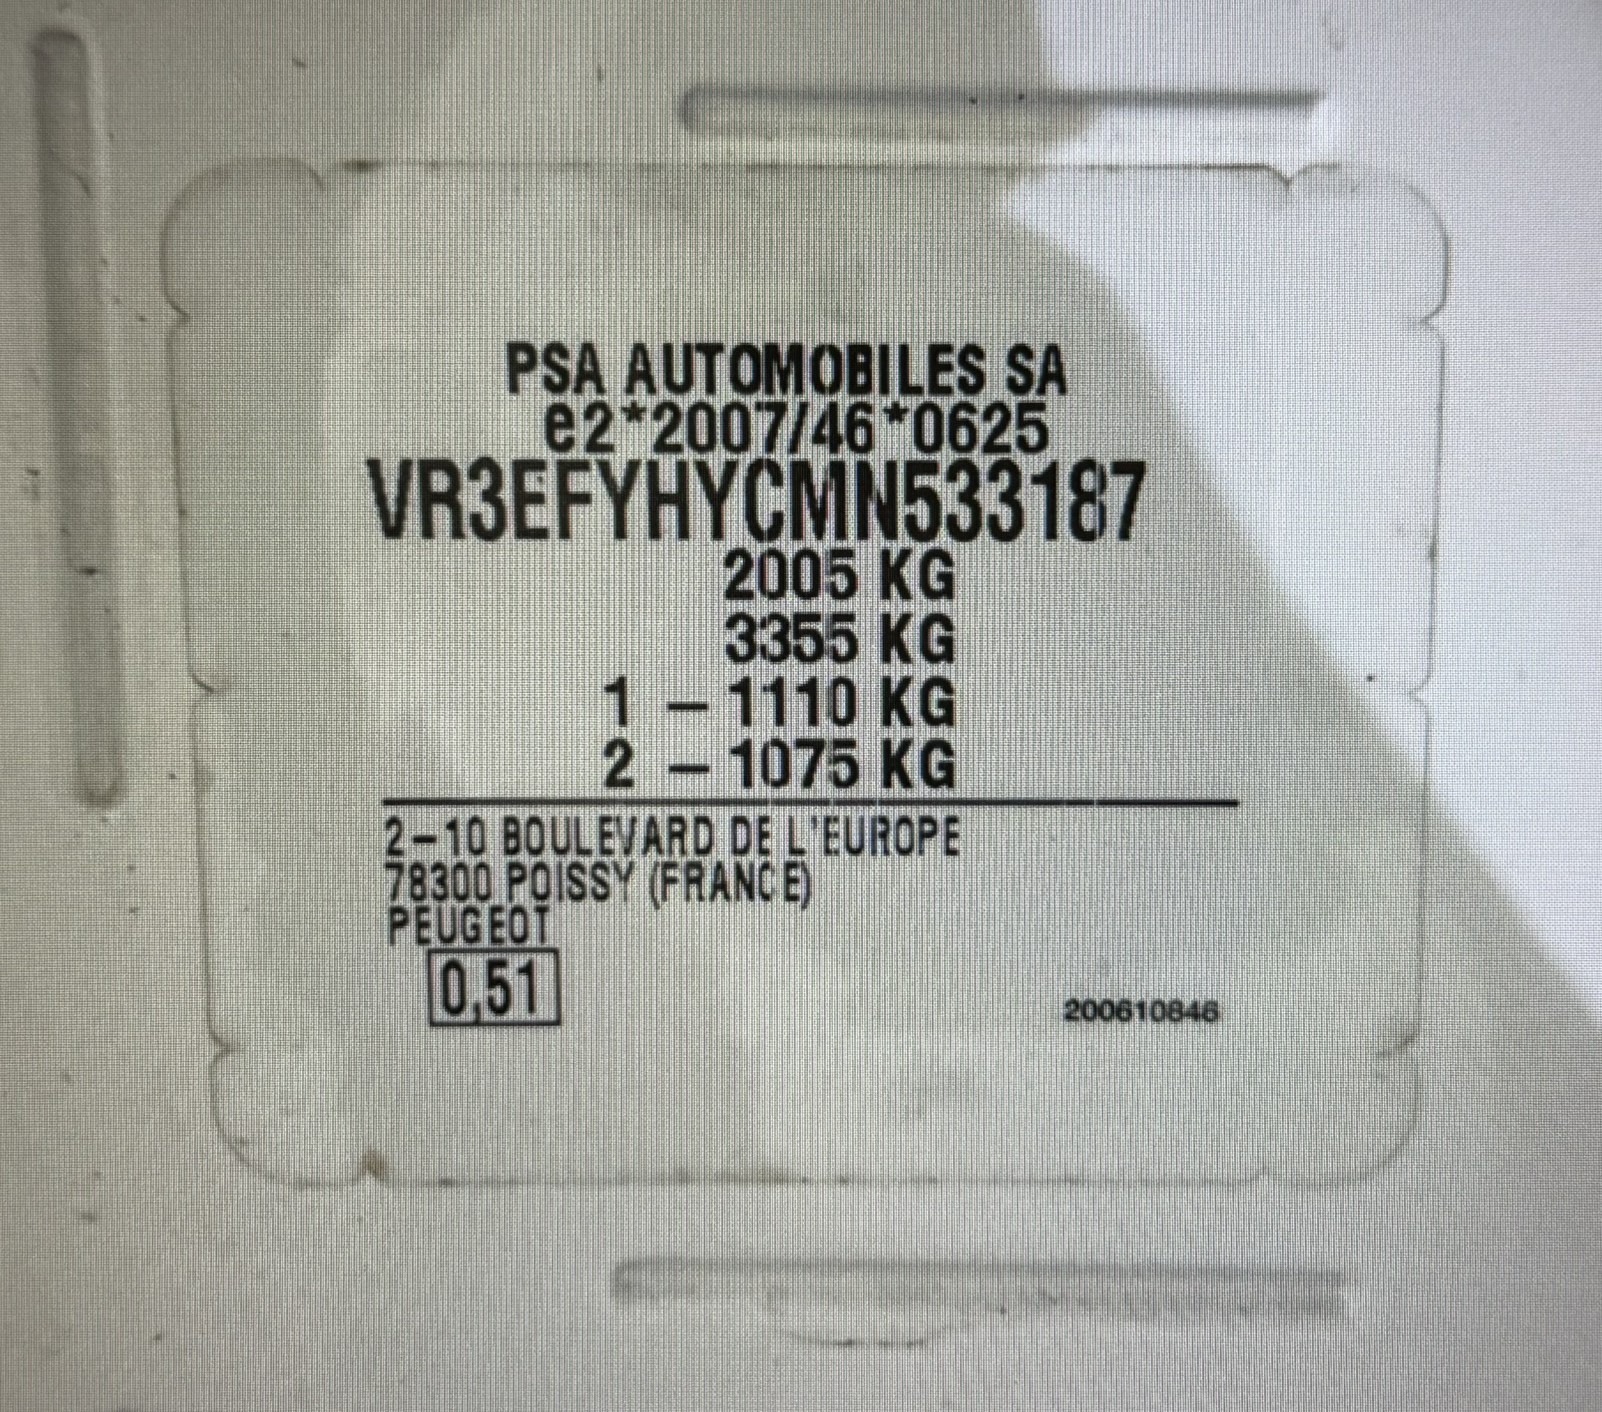 PSA AUTOMOBILES SA
e2*2007/46*0625
VR3EFYHYCMN533187
2005 KG
3355 KG
1 – 1110 KG
2 – 1075 KG
2–10 BOULEVARD DE L'EUROPE
78300 POISSY (FRANCE)
PEUGEOT
0,51
200610846